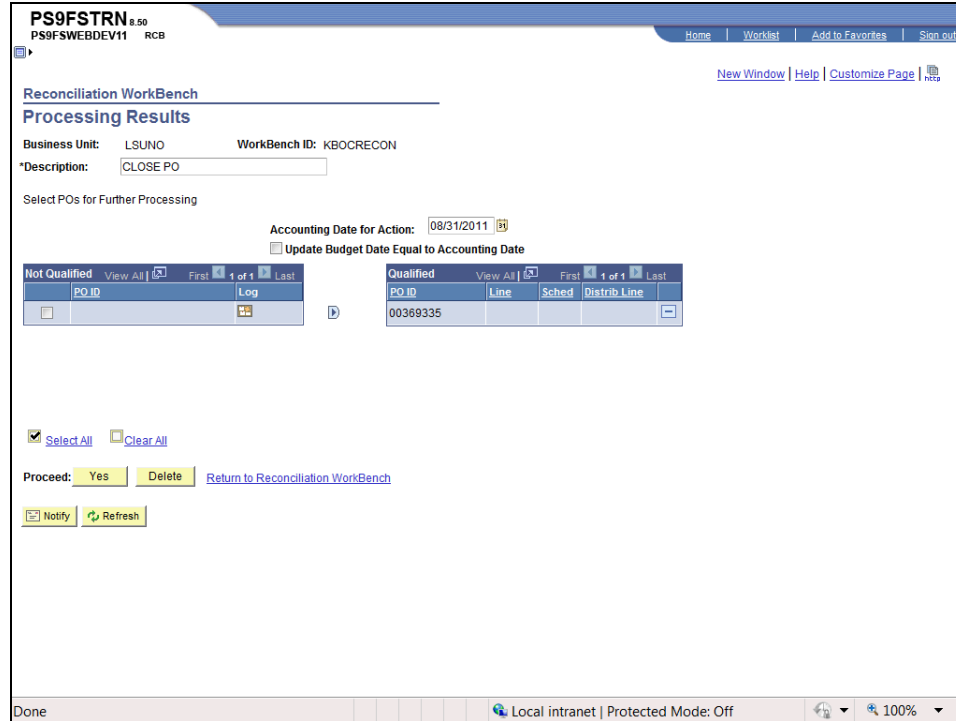 PS9FSTRN 8.50
PS9FSWEBDEV11 RCB
Home | Worklist | Add to Favorites | Sign out
New Window | Help | Customize Page | http
Reconciliation WorkBench
Processing Results
Business Unit: LSUNO WorkBench ID: KBOCRECON
*Description: CLOSE PO
Select POs for Further Processing
Accounting Date for Action: 08/31/2011 31
Update Budget Date Equal to Accounting Date
Not Qualified View All | First 1 of 1 Last
PO ID Log
Qualified View All | First 1 of 1 Last
PO ID Line Sched Distrib Line
00369335
Select All Clear All
Proceed: Yes Delete Return to Reconciliation WorkBench
Notify Refresh
Done Local intranet | Protected Mode: Off 100%